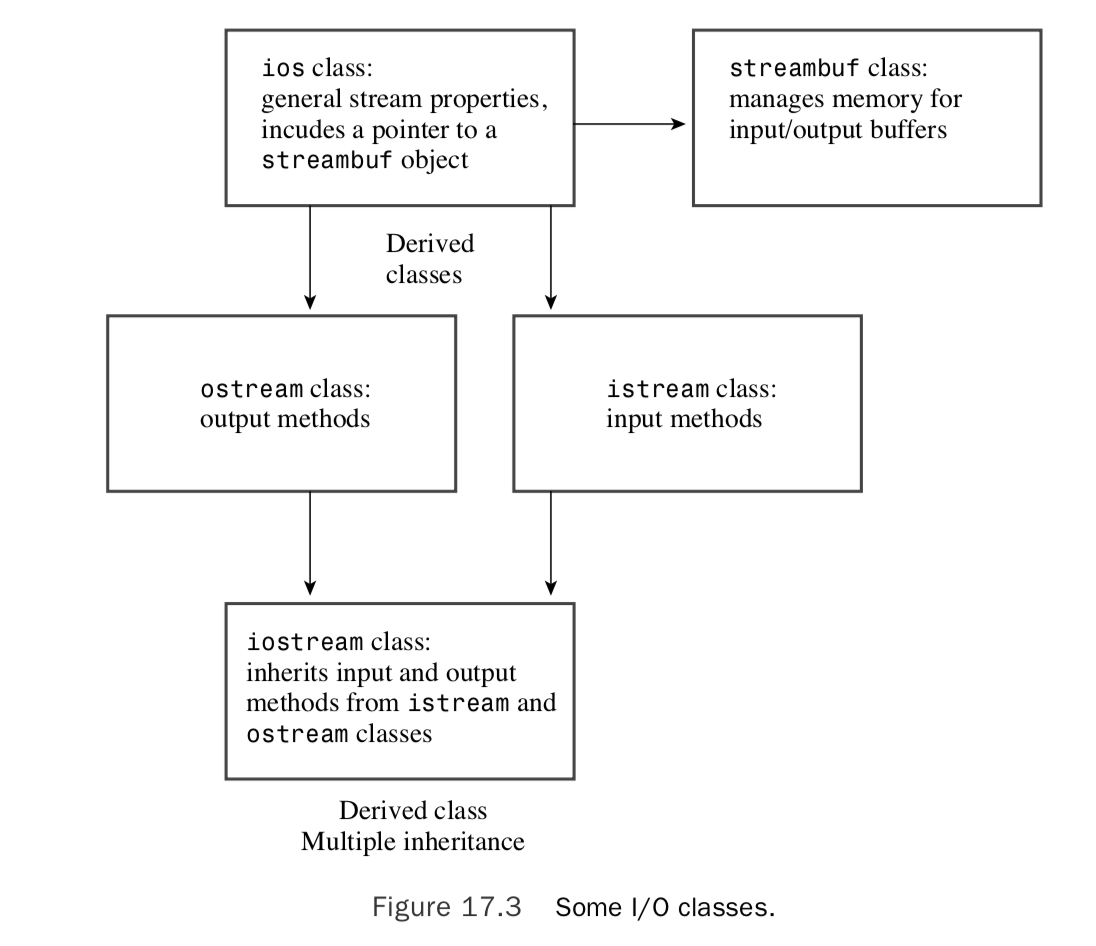 ios class:
general stream properties,
incudes a pointer to a
streambuf object
streambuf class:
manages memory for
input/output buffers
Derived
classes
ostream class:
output methods
istream class:
input methods
iostream class:
inherits input and output
methods from istream and
ostream classes
Derived class
Multiple inheritance
Figure 17.3 Some I/O classes.